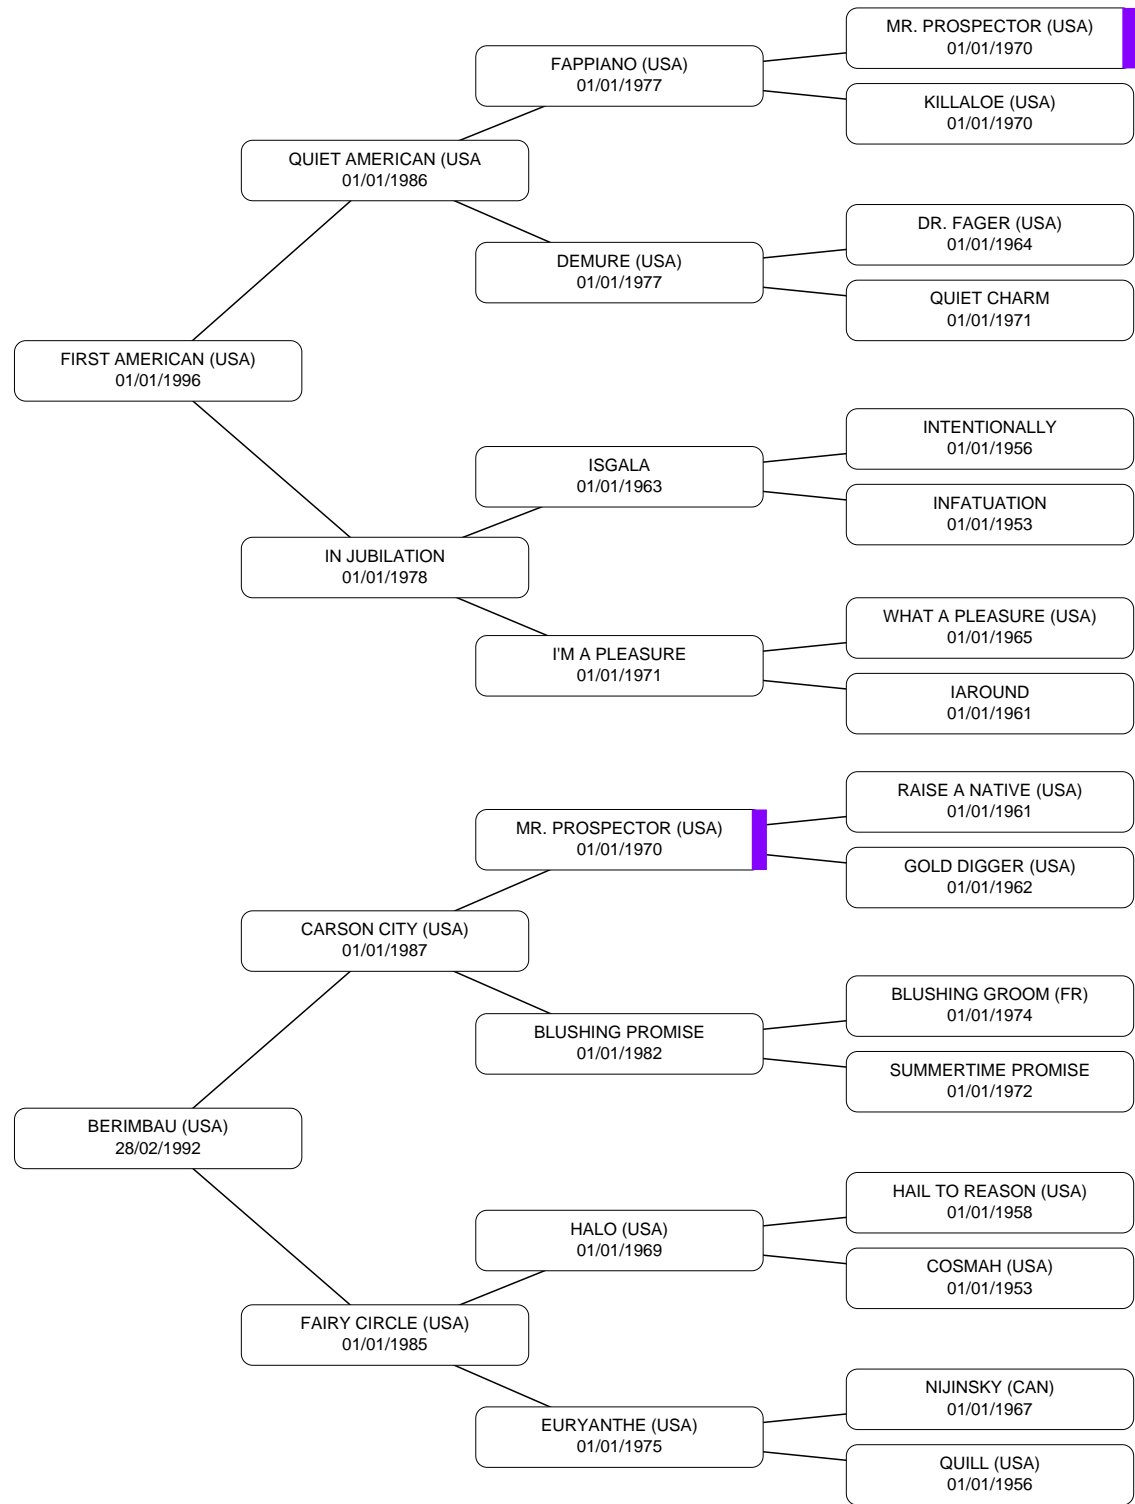 MR. PROSPECTOR (USA)
01/01/1970
FAPPIANO (USA)
01/01/1977
KILLALOE (USA)
01/01/1970
QUIET AMERICAN (USA
01/01/1986
DR. FAGER (USA)
01/01/1964
DEMURE (USA)
01/01/1977
QUIET CHARM
01/01/1971
FIRST AMERICAN (USA)
01/01/1996
INTENTIONALLY
01/01/1956
ISGALA
01/01/1963
INFATUATION
01/01/1953
IN JUBILATION
01/01/1978
WHAT A PLEASURE (USA)
01/01/1965
I'M A PLEASURE
01/01/1971
IAROUND
01/01/1961
RAISE A NATIVE (USA)
01/01/1961
MR. PROSPECTOR (USA)
01/01/1970
GOLD DIGGER (USA)
01/01/1962
CARSON CITY (USA)
01/01/1987
BLUSHING GROOM (FR)
01/01/1974
BLUSHING PROMISE
01/01/1982
SUMMERTIME PROMISE
01/01/1972
BERIMBAU (USA)
28/02/1992
HAIL TO REASON (USA)
01/01/1958
HALO (USA)
01/01/1969
COSMAH (USA)
01/01/1953
FAIRY CIRCLE (USA)
01/01/1985
NIJINSKY (CAN)
01/01/1967
EURYANTHE (USA)
01/01/1975
QUILL (USA)
01/01/1956